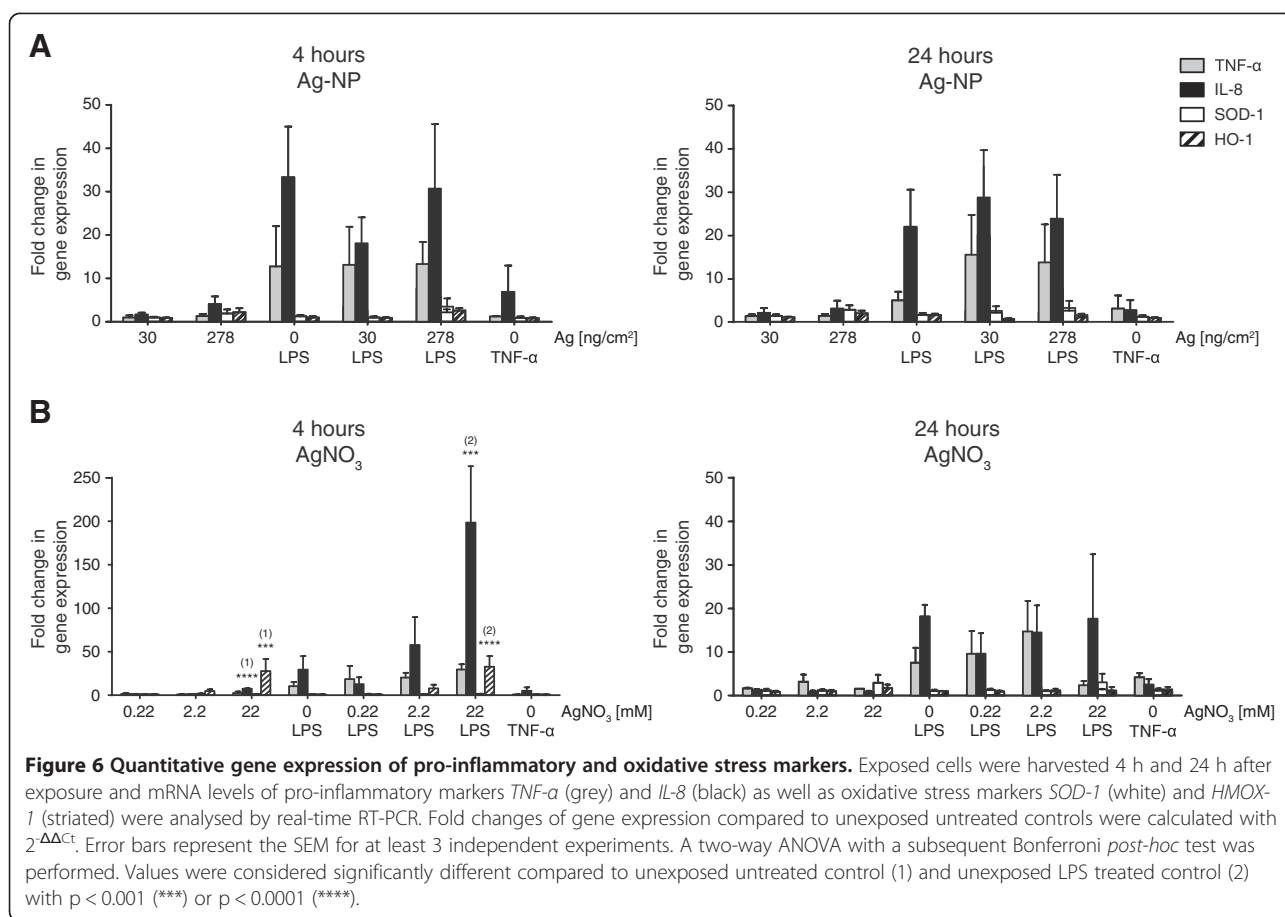 A
4 hours
Ag-NP
Fold change in
gene expression
50
40
30
20
10
0
30
278
0
LPS
30
LPS
278
LPS
0
TNF-α
Ag [ng/cm²]
24 hours
Ag-NP
Fold change in
gene expression
50
40
30
20
10
0
30
278
0
LPS
30
LPS
278
LPS
0
TNF-α
Ag [ng/cm²]
TNF-α
IL-8
SOD-1
HO-1
B
4 hours
AgNO₃
Fold change in
gene expression
250
200
150
100
50
0
(1)
****
(1)
***
(2)
***
(2)
****
0.22
2.2
22
0
LPS
0.22
LPS
2.2
LPS
22
LPS
0
TNF-α
AgNO₃ [mM]
24 hours
AgNO₃
Fold change in
gene expression
50
40
30
20
10
0
0.22
2.2
22
0
LPS
0.22
LPS
2.2
LPS
22
LPS
0
TNF-α
AgNO₃ [mM]
Figure 6 Quantitative gene expression of pro-inflammatory and oxidative stress markers. Exposed cells were harvested 4 h and 24 h after
exposure and mRNA levels of pro-inflammatory markers TNF-α (grey) and IL-8 (black) as well as oxidative stress markers SOD-1 (white) and HMOX-
1 (striated) were analysed by real-time RT-PCR. Fold changes of gene expression compared to unexposed untreated controls were calculated with
2^-ΔΔCt. Error bars represent the SEM for at least 3 independent experiments. A two-way ANOVA with a subsequent Bonferroni post-hoc test was
performed. Values were considered significantly different compared to unexposed untreated control (1) and unexposed LPS treated control (2)
with p < 0.001 (***) or p < 0.0001 (****).